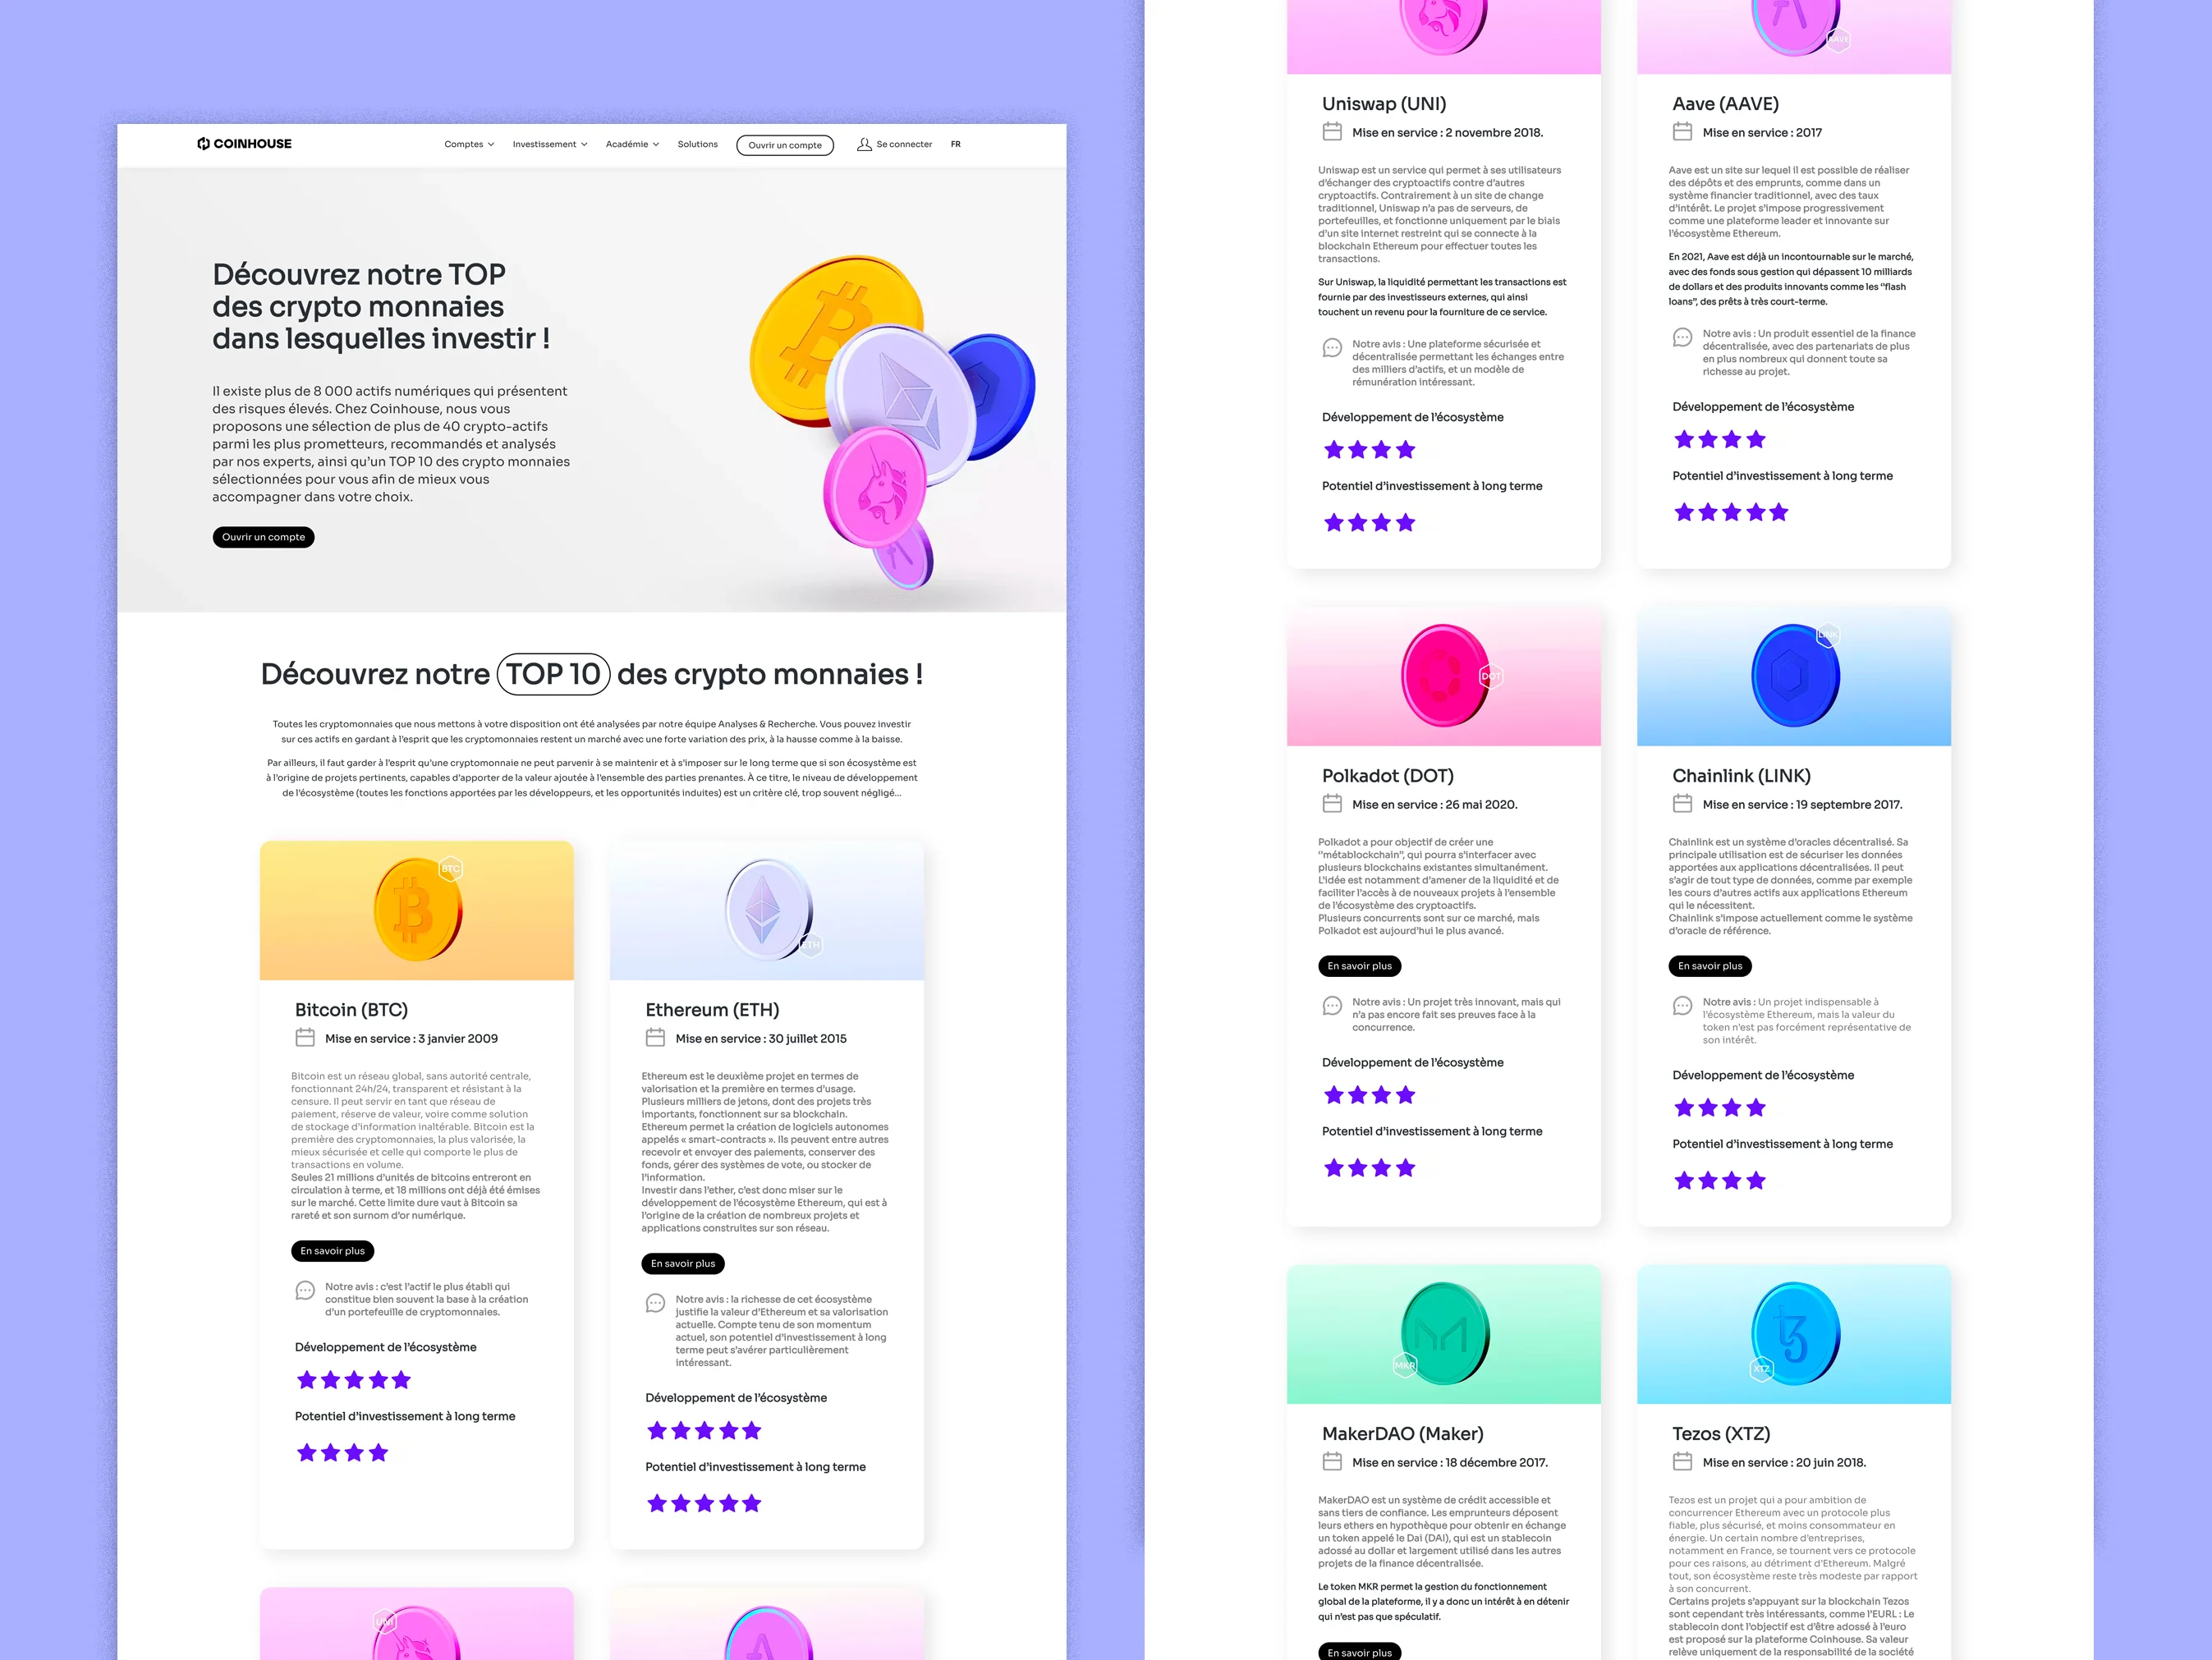 COINHOUSE
Comptes
Investissement
Académie
Solutions
Ouvrir un compte
Se connecter
FR
Découvrez notre TOP
des crypto monnaies
dans lesquelles investir !
Il existe plus de 8 000 actifs numériques qui présentent
des risques élevés. Chez Coinhouse, nous vous
proposons une sélection de plus de 40 crypto-actifs
parmi les plus prometteurs, recommandés et analysés
par nos experts, ainsi qu'un TOP 10 des crypto monnaies
sélectionnées pour vous afin de mieux vous
accompagner dans votre choix.
Ouvrir un compte
Découvrez notre TOP 10 des crypto monnaies !
Toutes les cryptomonnaies que nous mettons à votre disposition ont été analysées par notre équipe Analyses & Recherche. Vous pouvez investir
sur ces actifs en gardant à l'esprit que les cryptomonnaies restent un marché avec une forte variation des prix, à la hausse comme à la baisse.
Par ailleurs, il faut garder à l'esprit qu'une cryptomonnaie ne peut parvenir à se maintenir et à s'imposer sur le long terme que si son écosystème est
à l'origine de projets pertinents, capables d'apporter de la valeur ajoutée à l'ensemble des parties prenantes. À ce titre, le niveau de développement
de l'écosystème (toutes les fonctions apportées par les développeurs, et les opportunités induites) est un critère clé, trop souvent négligé...
BTC
Bitcoin (BTC)
Mise en service : 3 janvier 2009
Bitcoin est un réseau global, sans autorité centrale,
fonctionnant 24h/24, transparent et résistant à la
censure. Il peut servir en tant que réseau de
paiement, réserve de valeur, voire comme solution
de stockage d'information inaltérable. Bitcoin est la
première des cryptomonnaies, la plus valorisée, la
mieux sécurisée et celle qui comporte le plus de
transactions en volume.
Seules 21 millions d'unités de bitcoins entreront en
circulation à terme, et 18 millions ont déjà été émises
sur le marché. Cette limite dure vaut à Bitcoin sa
rareté et son surnom d'or numérique.
En savoir plus
Notre avis : c'est l'actif le plus établi qui
constitue bien souvent la base à la création
d'un portefeuille de cryptomonnaies.
Développement de l'écosystème
Potentiel d'investissement à long terme
ETH
Ethereum (ETH)
Mise en service : 30 juillet 2015
Ethereum est le deuxième projet en termes de
valorisation et la première en termes d'usage.
Plusieurs milliers de jetons, dont des projets très
importants, fonctionnent sur sa blockchain.
Ethereum permet la création de logiciels autonomes
appelés « smart-contracts ». Ils peuvent entre autres
recevoir et envoyer des paiements, conserver des
fonds, gérer des systèmes de vote, ou stocker de
l'information.
Investir dans l'ether, c'est donc miser sur le
développement de l'écosystème Ethereum, qui est à
l'origine de la création de nombreux projets et
applications construites sur son réseau.
En savoir plus
Notre avis : la richesse de cet écosystème
justifie la valeur d'Ethereum et sa valorisation
actuelle. Compte tenu de son momentum
actuel, son potentiel d'investissement à long
terme peut s'avérer particulièrement
intéressant.
Développement de l'écosystème
Potentiel d'investissement à long terme
UNI
Uniswap (UNI)
Mise en service : 2 novembre 2018.
Uniswap est un service qui permet à ses utilisateurs
d'échanger des cryptoactifs contre d'autres
cryptoactifs. Contrairement à un site de change
traditionnel, Uniswap n'a pas de serveurs, de
portefeuilles, et fonctionne uniquement par le biais
d'un site internet restreint qui se connecte à la
blockchain Ethereum pour effectuer toutes les
transactions.
Sur Uniswap, la liquidité permettant les transactions est
fournie par des investisseurs externes, qui ainsi
touchent un revenu pour la fourniture de ce service.
Notre avis : Une plateforme sécurisée et
décentralisée permettant les échanges entre
des milliers d'actifs, et un modèle de
rémunération intéressant.
Développement de l'écosystème
Potentiel d'investissement à long terme
AAVE
Aave (AAVE)
Mise en service : 2017
Aave est un site sur lequel il est possible de réaliser
des dépôts et des emprunts, comme dans un
système financier traditionnel, avec des taux
d'intérêt. Le projet s'impose progressivement
comme une plateforme leader et innovante sur
l'écosystème Ethereum.
En 2021, Aave est déjà un incontournable sur le marché,
avec des fonds sous gestion qui dépassent 10 milliards
de dollars et des produits innovants comme les "flash
loans", des prêts à très court-terme.
Notre avis : Un produit essentiel de la finance
décentralisée, avec des partenariats de plus
en plus nombreux qui donnent toute sa
richesse au projet.
Développement de l'écosystème
Potentiel d'investissement à long terme
DOT
Polkadot (DOT)
Mise en service : 26 mai 2020.
Polkadot a pour objectif de créer une
"métablockchain", qui pourra s'interfacer avec
plusieurs blockchains existantes simultanément.
L'idée est notamment d'amener de la liquidité et de
faciliter l'accès à de nouveaux projets à l'ensemble
de l'écosystème des cryptoactifs.
Plusieurs concurrents sont sur ce marché, mais
Polkadot est aujourd'hui le plus avancé.
En savoir plus
Notre avis : Un projet très innovant, mais qui
n'a pas encore fait ses preuves face à la
concurrence.
Développement de l'écosystème
Potentiel d'investissement à long terme
LINK
Chainlink (LINK)
Mise en service : 19 septembre 2017.
Chainlink est un système d'oracles décentralisé. Sa
principale utilisation est de sécuriser les données
apportées aux applications décentralisées. Il peut
s'agir de tout type de données, comme par exemple
les cours d'autres actifs aux applications Ethereum
qui le nécessitent.
Chainlink s'impose actuellement comme le système
d'oracle de référence.
En savoir plus
Notre avis : Un projet indispensable à
l'écosystème Ethereum, mais la valeur du
token n'est pas forcément représentative de
son intérêt.
Développement de l'écosystème
Potentiel d'investissement à long terme
MKR
MakerDAO (Maker)
Mise en service : 18 décembre 2017.
MakerDAO est un système de crédit accessible et
sans tiers de confiance. Les emprunteurs déposent
leurs ethers en hypothèque pour obtenir en échange
un token appelé le Dai (DAI), qui est un stablecoin
adossé au dollar et largement utilisé dans les autres
projets de la finance décentralisée.
Le token MKR permet la gestion du fonctionnement
global de la plateforme, il y a donc un intérêt à en détenir
qui n'est pas que spéculatif.
En savoir plus
XTZ
Tezos (XTZ)
Mise en service : 20 juin 2018.
Tezos est un projet qui a pour ambition de
concurrencer Ethereum avec un protocole plus
fiable, plus sécurisé, et moins consommateur en
énergie. Un certain nombre d'entreprises,
notamment en France, se tournent vers ce protocole
pour ces raisons, au détriment d'Ethereum. Malgré
tout, son écosystème reste très modeste par rapport
à son concurrent.
Certains projets s'appuyant sur la blockchain Tezos
sont cependant très intéressants, comme l'EURL : Le
stablecoin dont l'objectif est d'être adossé à l'euro
est proposé sur la plateforme Coinhouse. Sa valeur
relève uniquement de la responsabilité de la société